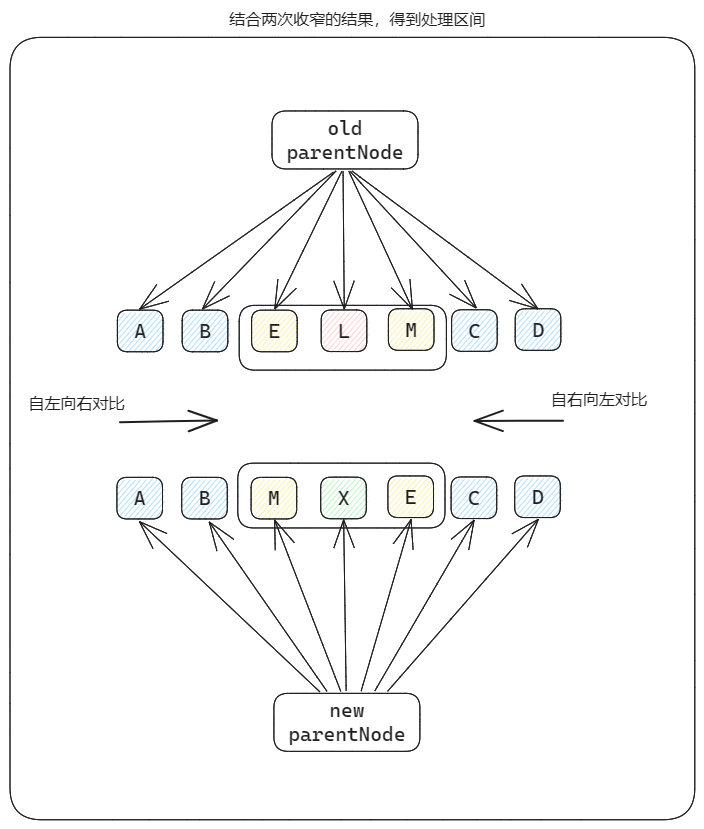 结合两次收窄的结果，得到处理区间
old
parentNode
A B E L M C D
自左向右对比
自右向左对比
A B M X E C D
new
parentNode